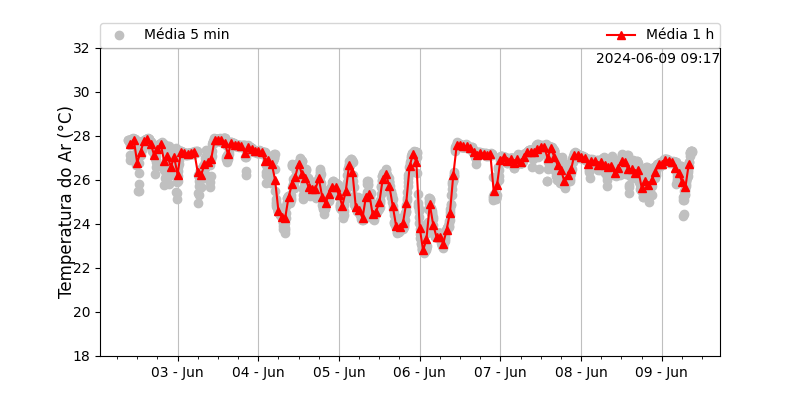 Média 5 min
Média 1 h
2024-06-09 09:17
Temperatura do Ar (°C)
32
30
28
26
24
22
20
18
03 - Jun
04 - Jun
05 - Jun
06 - Jun
07 - Jun
08 - Jun
09 - Jun